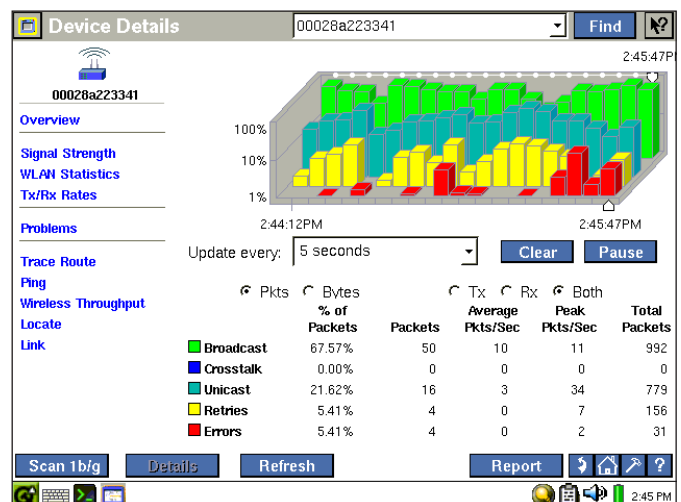 Device Details
00028a223341
Find
2:45:47P
00028a223341
Overview
Signal Strength
WLAN Statistics
Tx/Rx Rates
Problems
Trace Route
Ping
Wireless Throughput
Locate
Link
100%
10%
1%
2:44:12PM
2:45:47PM
Update every:
5 seconds
Clear
Pause
Pkts
Bytes
Tx
Rx
Both
% of Packets Packets Average Pkts/Sec Peak Pkts/Sec Total Packets
Broadcast 67.57% 50 10 11 992
Crosstalk 0.00% 0 0 0 0
Unicast 21.62% 16 3 34 779
Retries 5.41% 4 0 7 156
Errors 5.41% 4 0 2 31
Scan 1b/g
Details
Refresh
Report
?
2:45 PM